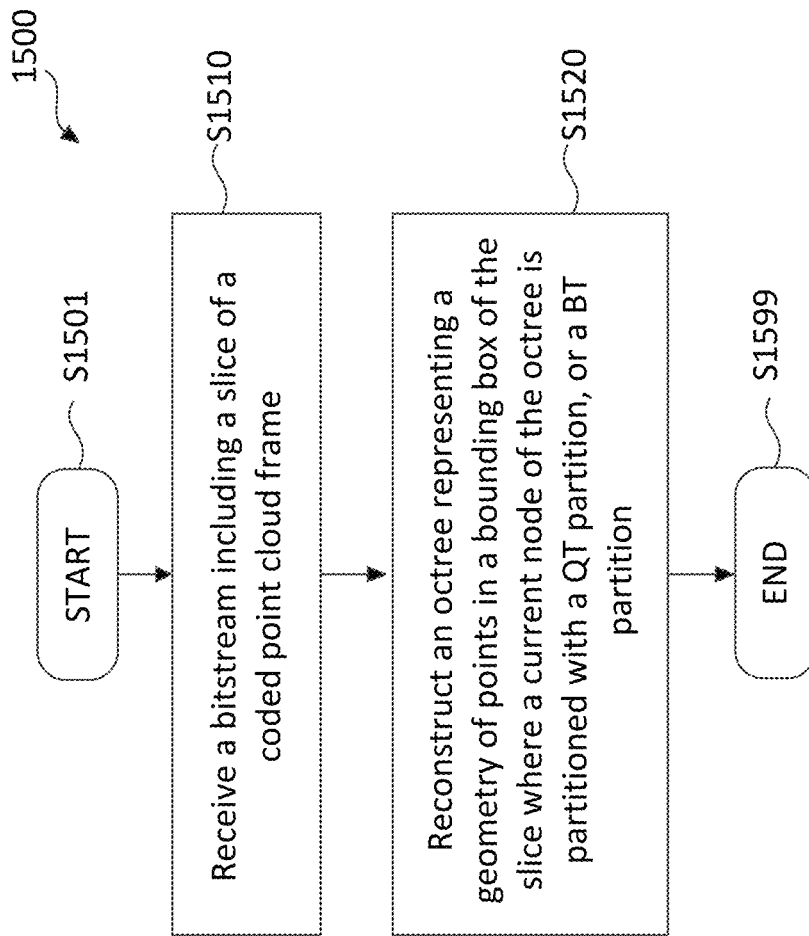 1500
START
S1501
Receive a bitstream including a slice of a
coded point cloud frame
S1510
Reconstruct an octree representing a
geometry of points in a bounding box of the
slice where a current node of the octree is
partitioned with a QT partition, or a BT
partition
S1520
END
S1599